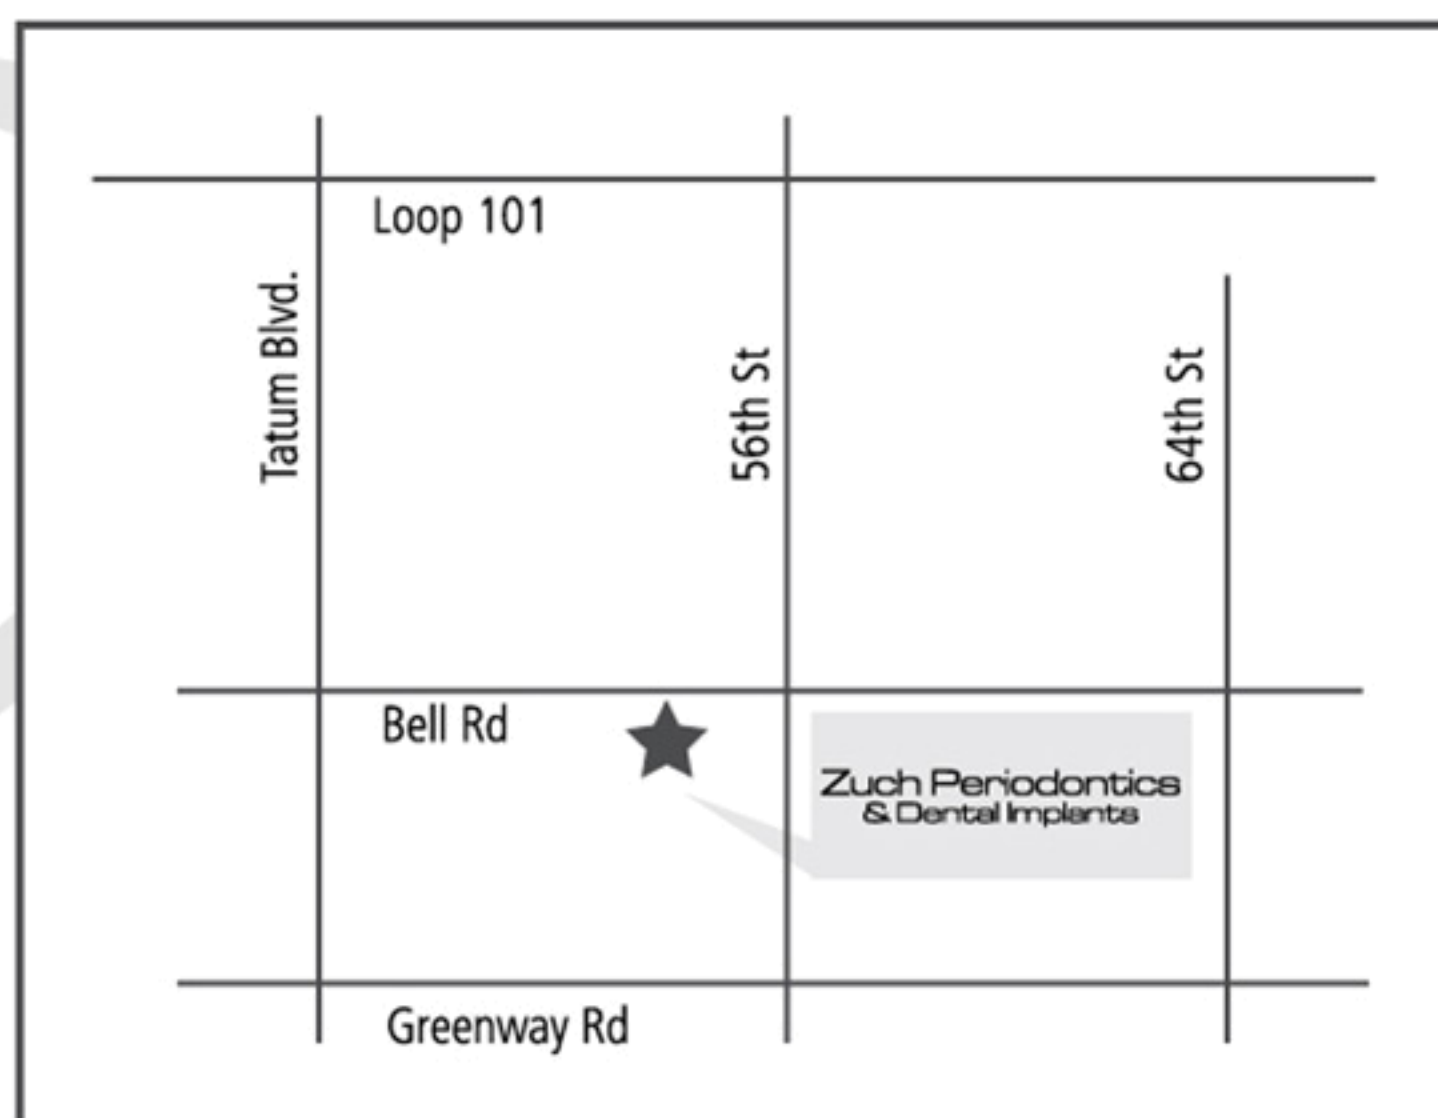 Loop 101
Tatum Blvd.
56th St
64th St
Bell Rd
Zuch Periodontics
& Dental Implants
Greenway Rd